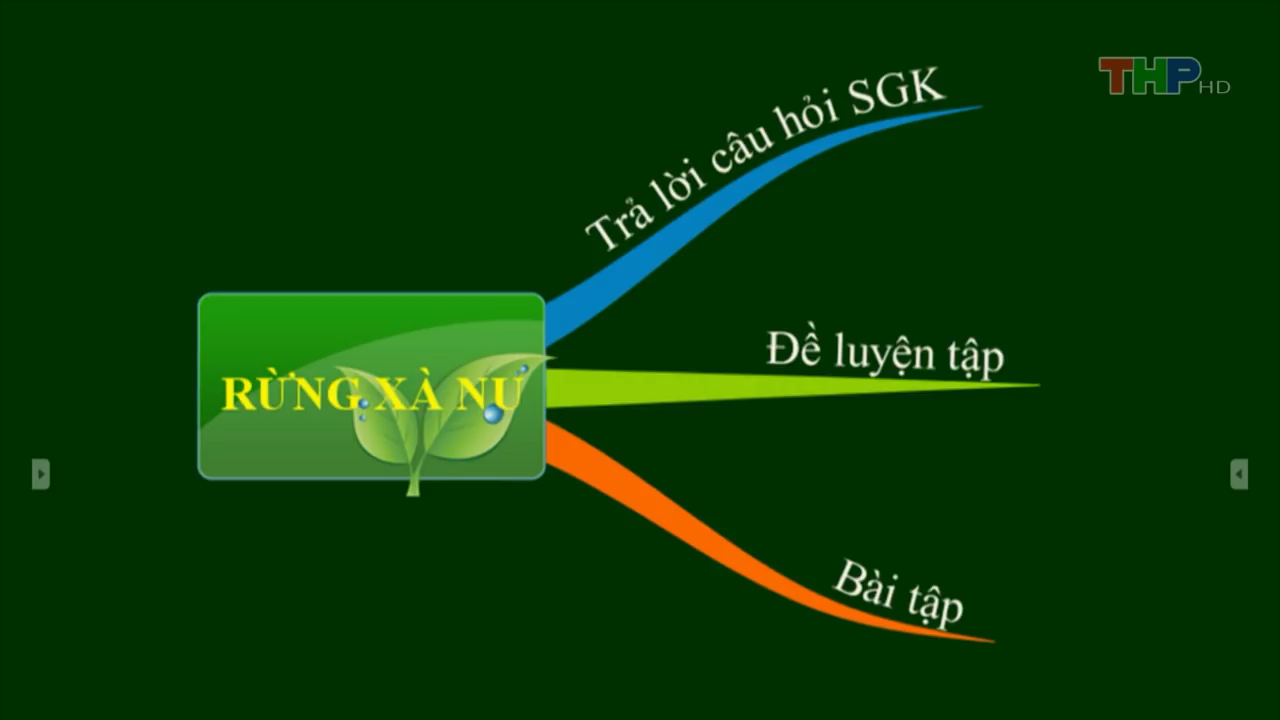 THP HD
Trả lời câu hỏi SGK
Đề luyện tập
RỪNG XÀ NU
Bài tập